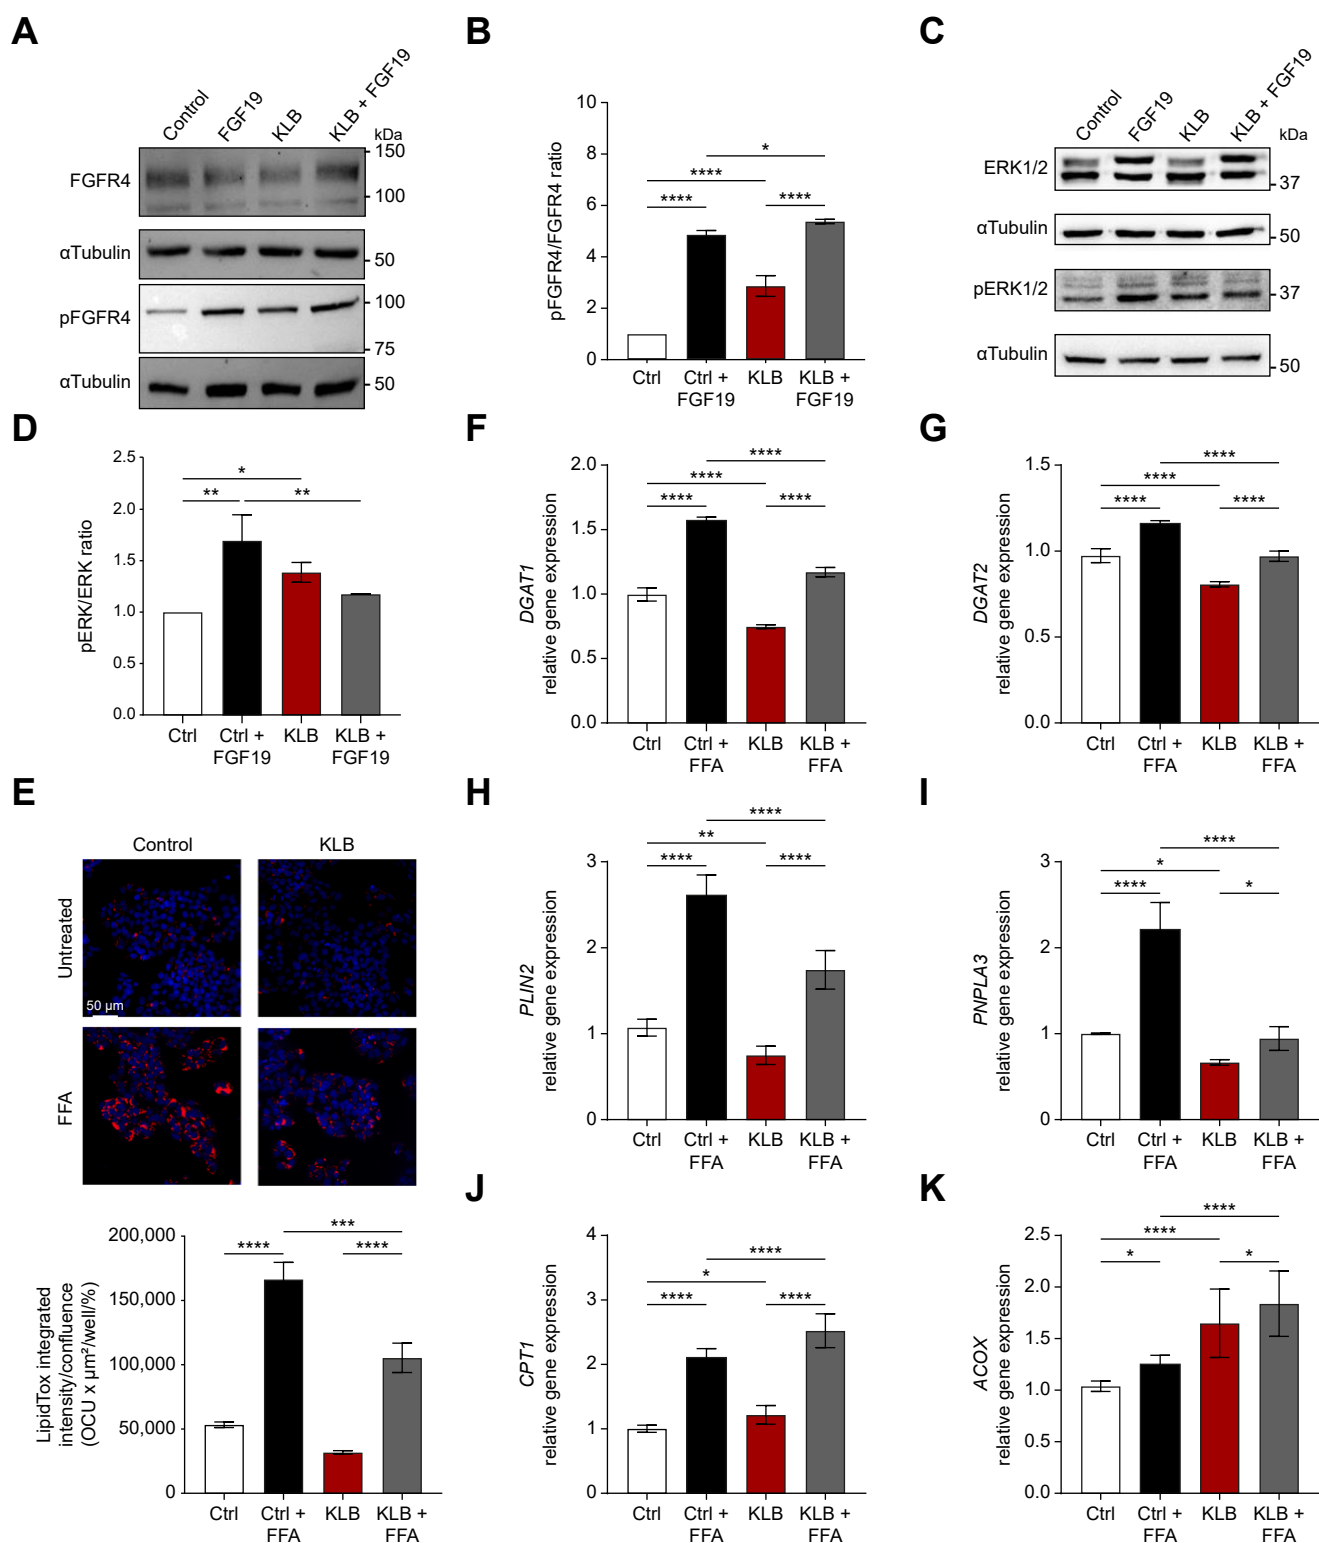 A
Control
FGF19
KLB
KLB + FGF19
kDa
FGFR4
150
100
αTubulin
50
pFGFR4
100
75
αTubulin
50
B
pFGFR4/FGFR4 ratio
10
8
6
4
2
0
*
****
**** ****
Ctrl Ctrl + KLB KLB +
FGF19 FGF19
C
Control
FGF19
KLB
KLB + FGF19
kDa
ERK1/2
37
αTubulin
50
pERK1/2
37
αTubulin
50
D
pERK/ERK ratio
2.5
2.0
1.5
1.0
0.5
0.0
*
** **
Ctrl Ctrl + KLB KLB +
FGF19 FGF19
F
DGAT1
relative gene expression
2.0
1.5
1.0
0.5
0.0
****
****
**** ****
Ctrl Ctrl + KLB KLB +
FFA FFA
G
DGAT2
relative gene expression
1.5
1.0
0.5
0.0
****
****
**** ****
Ctrl Ctrl + KLB KLB +
FFA FFA
E
Control KLB
Untreated
50 µm
FFA
LipidTox integrated
intensity/confluence
(OCU x µm²/well/%)
200,000
150,000
100,000
50,000
0
***
**** ****
Ctrl Ctrl + KLB KLB +
FFA FFA
H
PLIN2
relative gene expression
3
2
1
0
****
**
**** ****
Ctrl Ctrl + KLB KLB +
FFA FFA
I
PNPLA3
relative gene expression
3
2
1
0
****
*
**** *
Ctrl Ctrl + KLB KLB +
FFA FFA
J
CPT1
relative gene expression
4
3
2
1
0
****
*
**** ****
Ctrl Ctrl + KLB KLB +
FFA FFA
K
ACOX
relative gene expression
2.5
2.0
1.5
1.0
0.5
0.0
****
****
* *
Ctrl Ctrl + KLB KLB +
FFA FFA